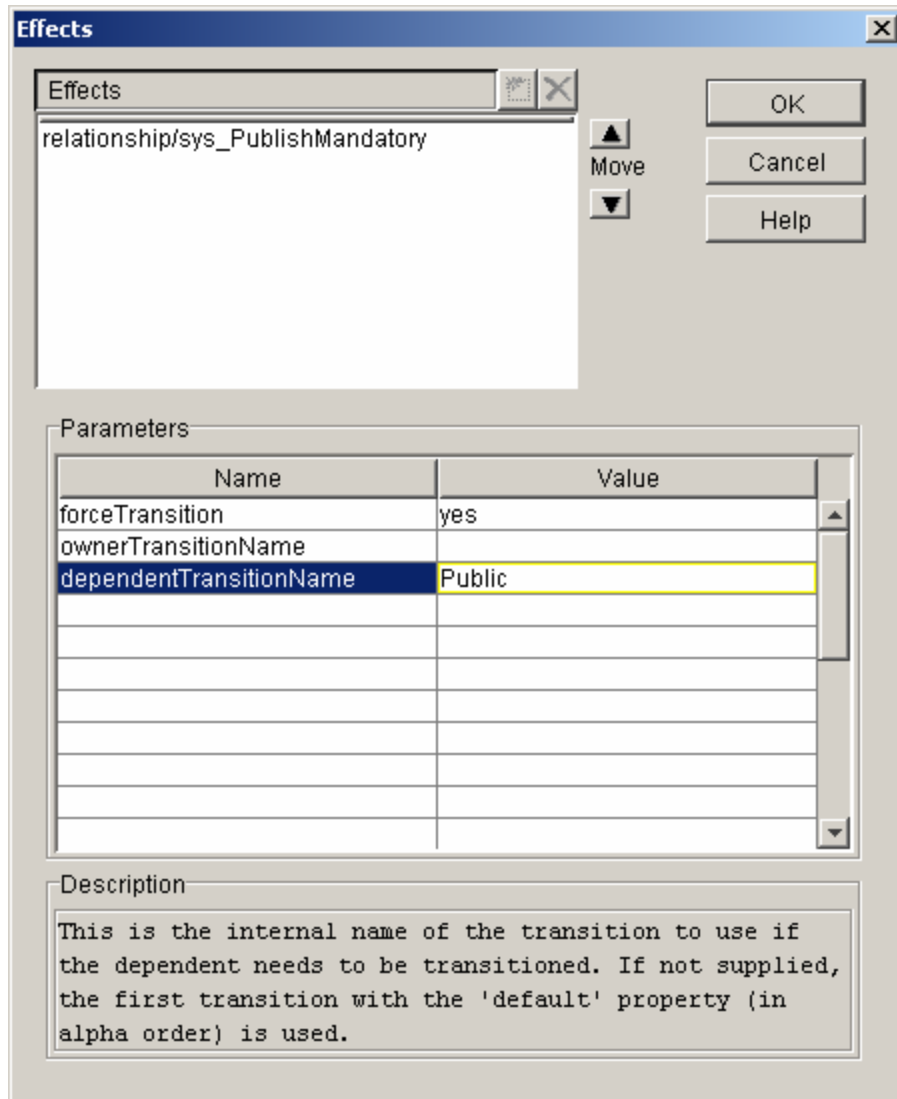 Effects
Effects
OK
relationship/sys_PublishMandatory
Move
Cancel
Help
Parameters
Name Value
forceTransition yes
ownerTransitionName
dependentTransitionName Public
Description
This is the internal name of the transition to use if
the dependent needs to be transitioned. If not supplied,
the first transition with the 'default' property (in
alpha order) is used.